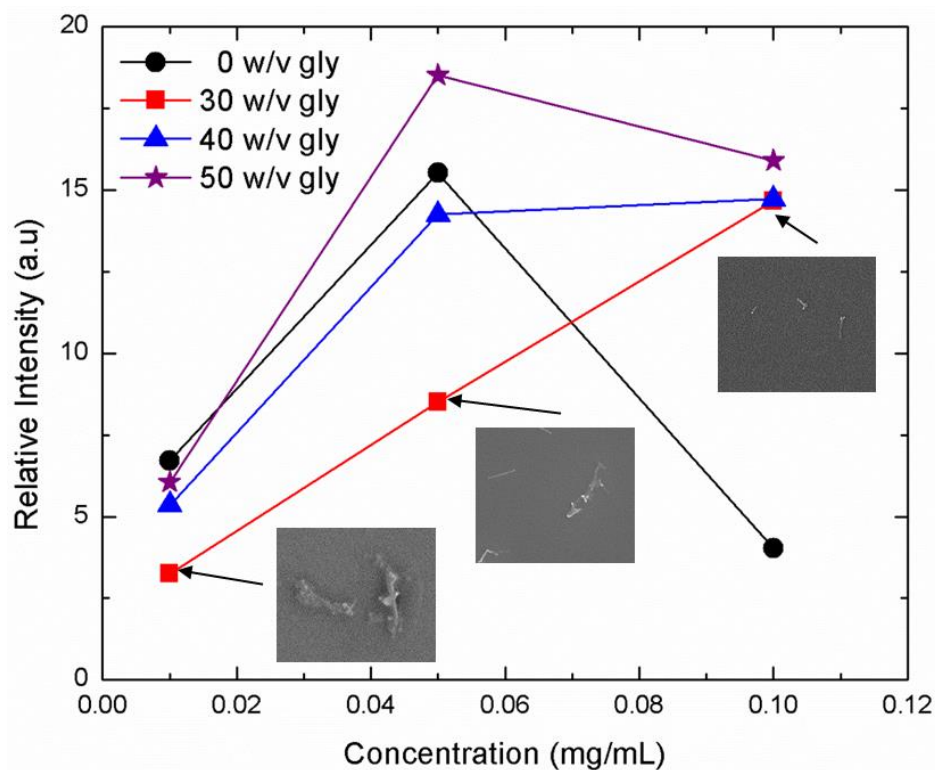 20
0 w/v gly
30 w/v gly
40 w/v gly
50 w/v gly
15
10
5
0
Relative Intensity (a.u)
0.00 0.02 0.04 0.06 0.08 0.10 0.12
Concentration (mg/mL)